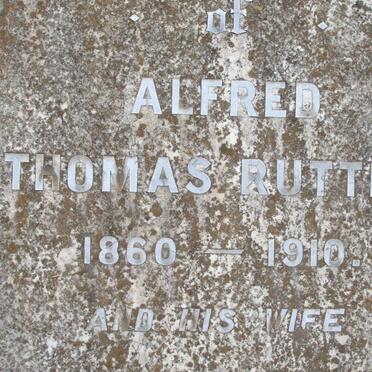 of
ALFRED
THOMAS RUTT
1860 — 1910.
AND HIS WIFE